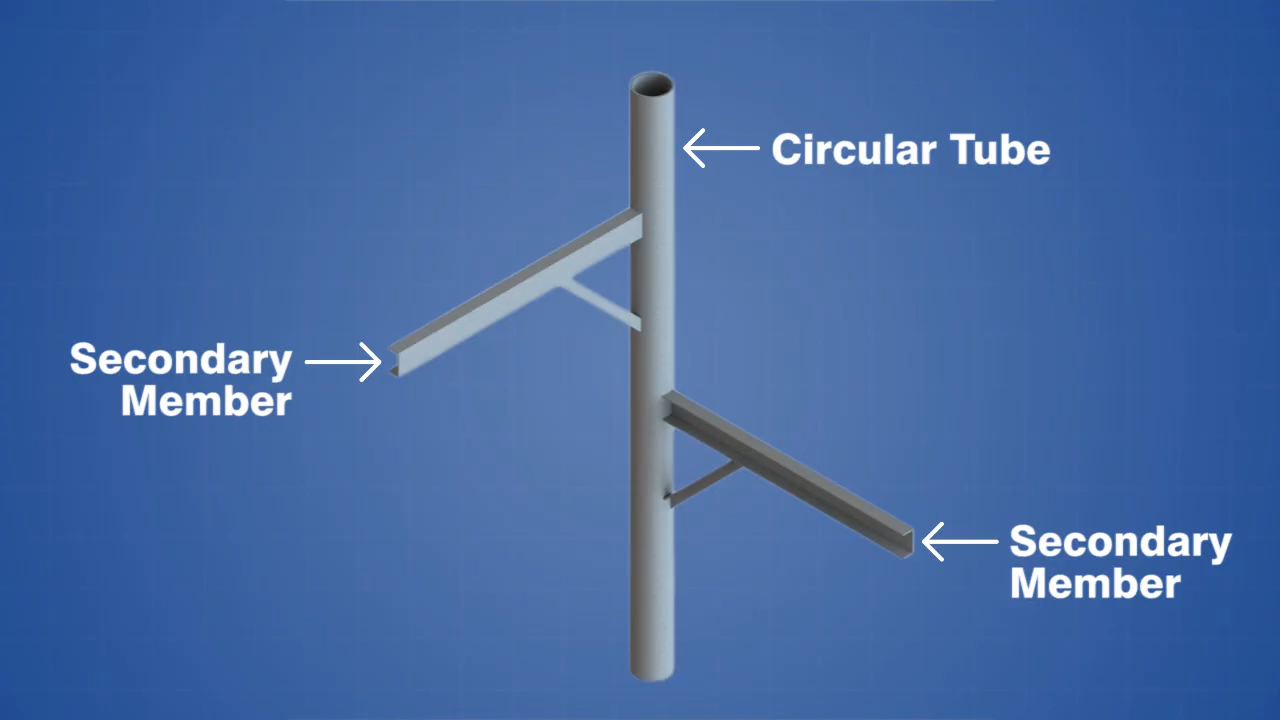 Circular Tube
Secondary
Member
Secondary
Member